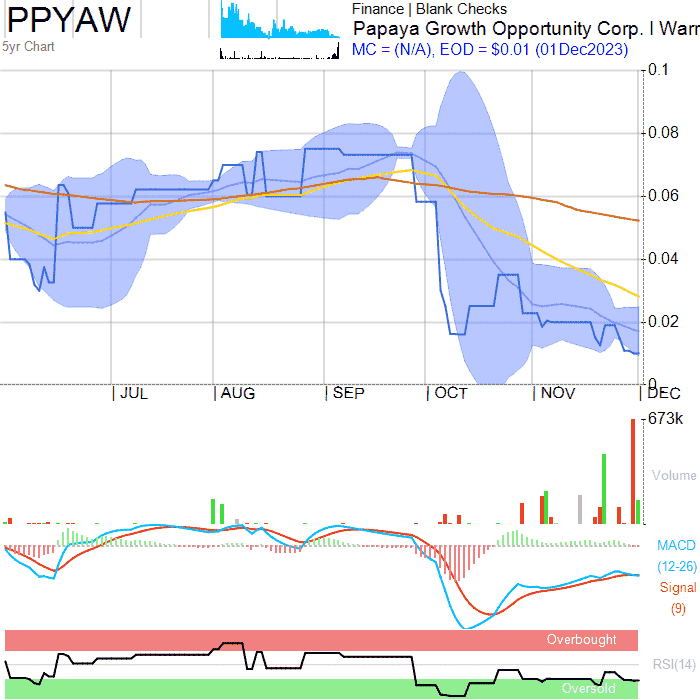 PPYAW
5yr Chart
Finance | Blank Checks
Papaya Growth Opportunity Corp. I Warr
MC = (N/A), EOD = $0.01 (01Dec2023)
0.1
0.08
0.06
0.04
0.02
0
JUL
AUG
SEP
OCT
NOV
DEC
673k
Volume
MACD
(12-26)
Signal
(9)
Overbought
RSI(14)
Oversold